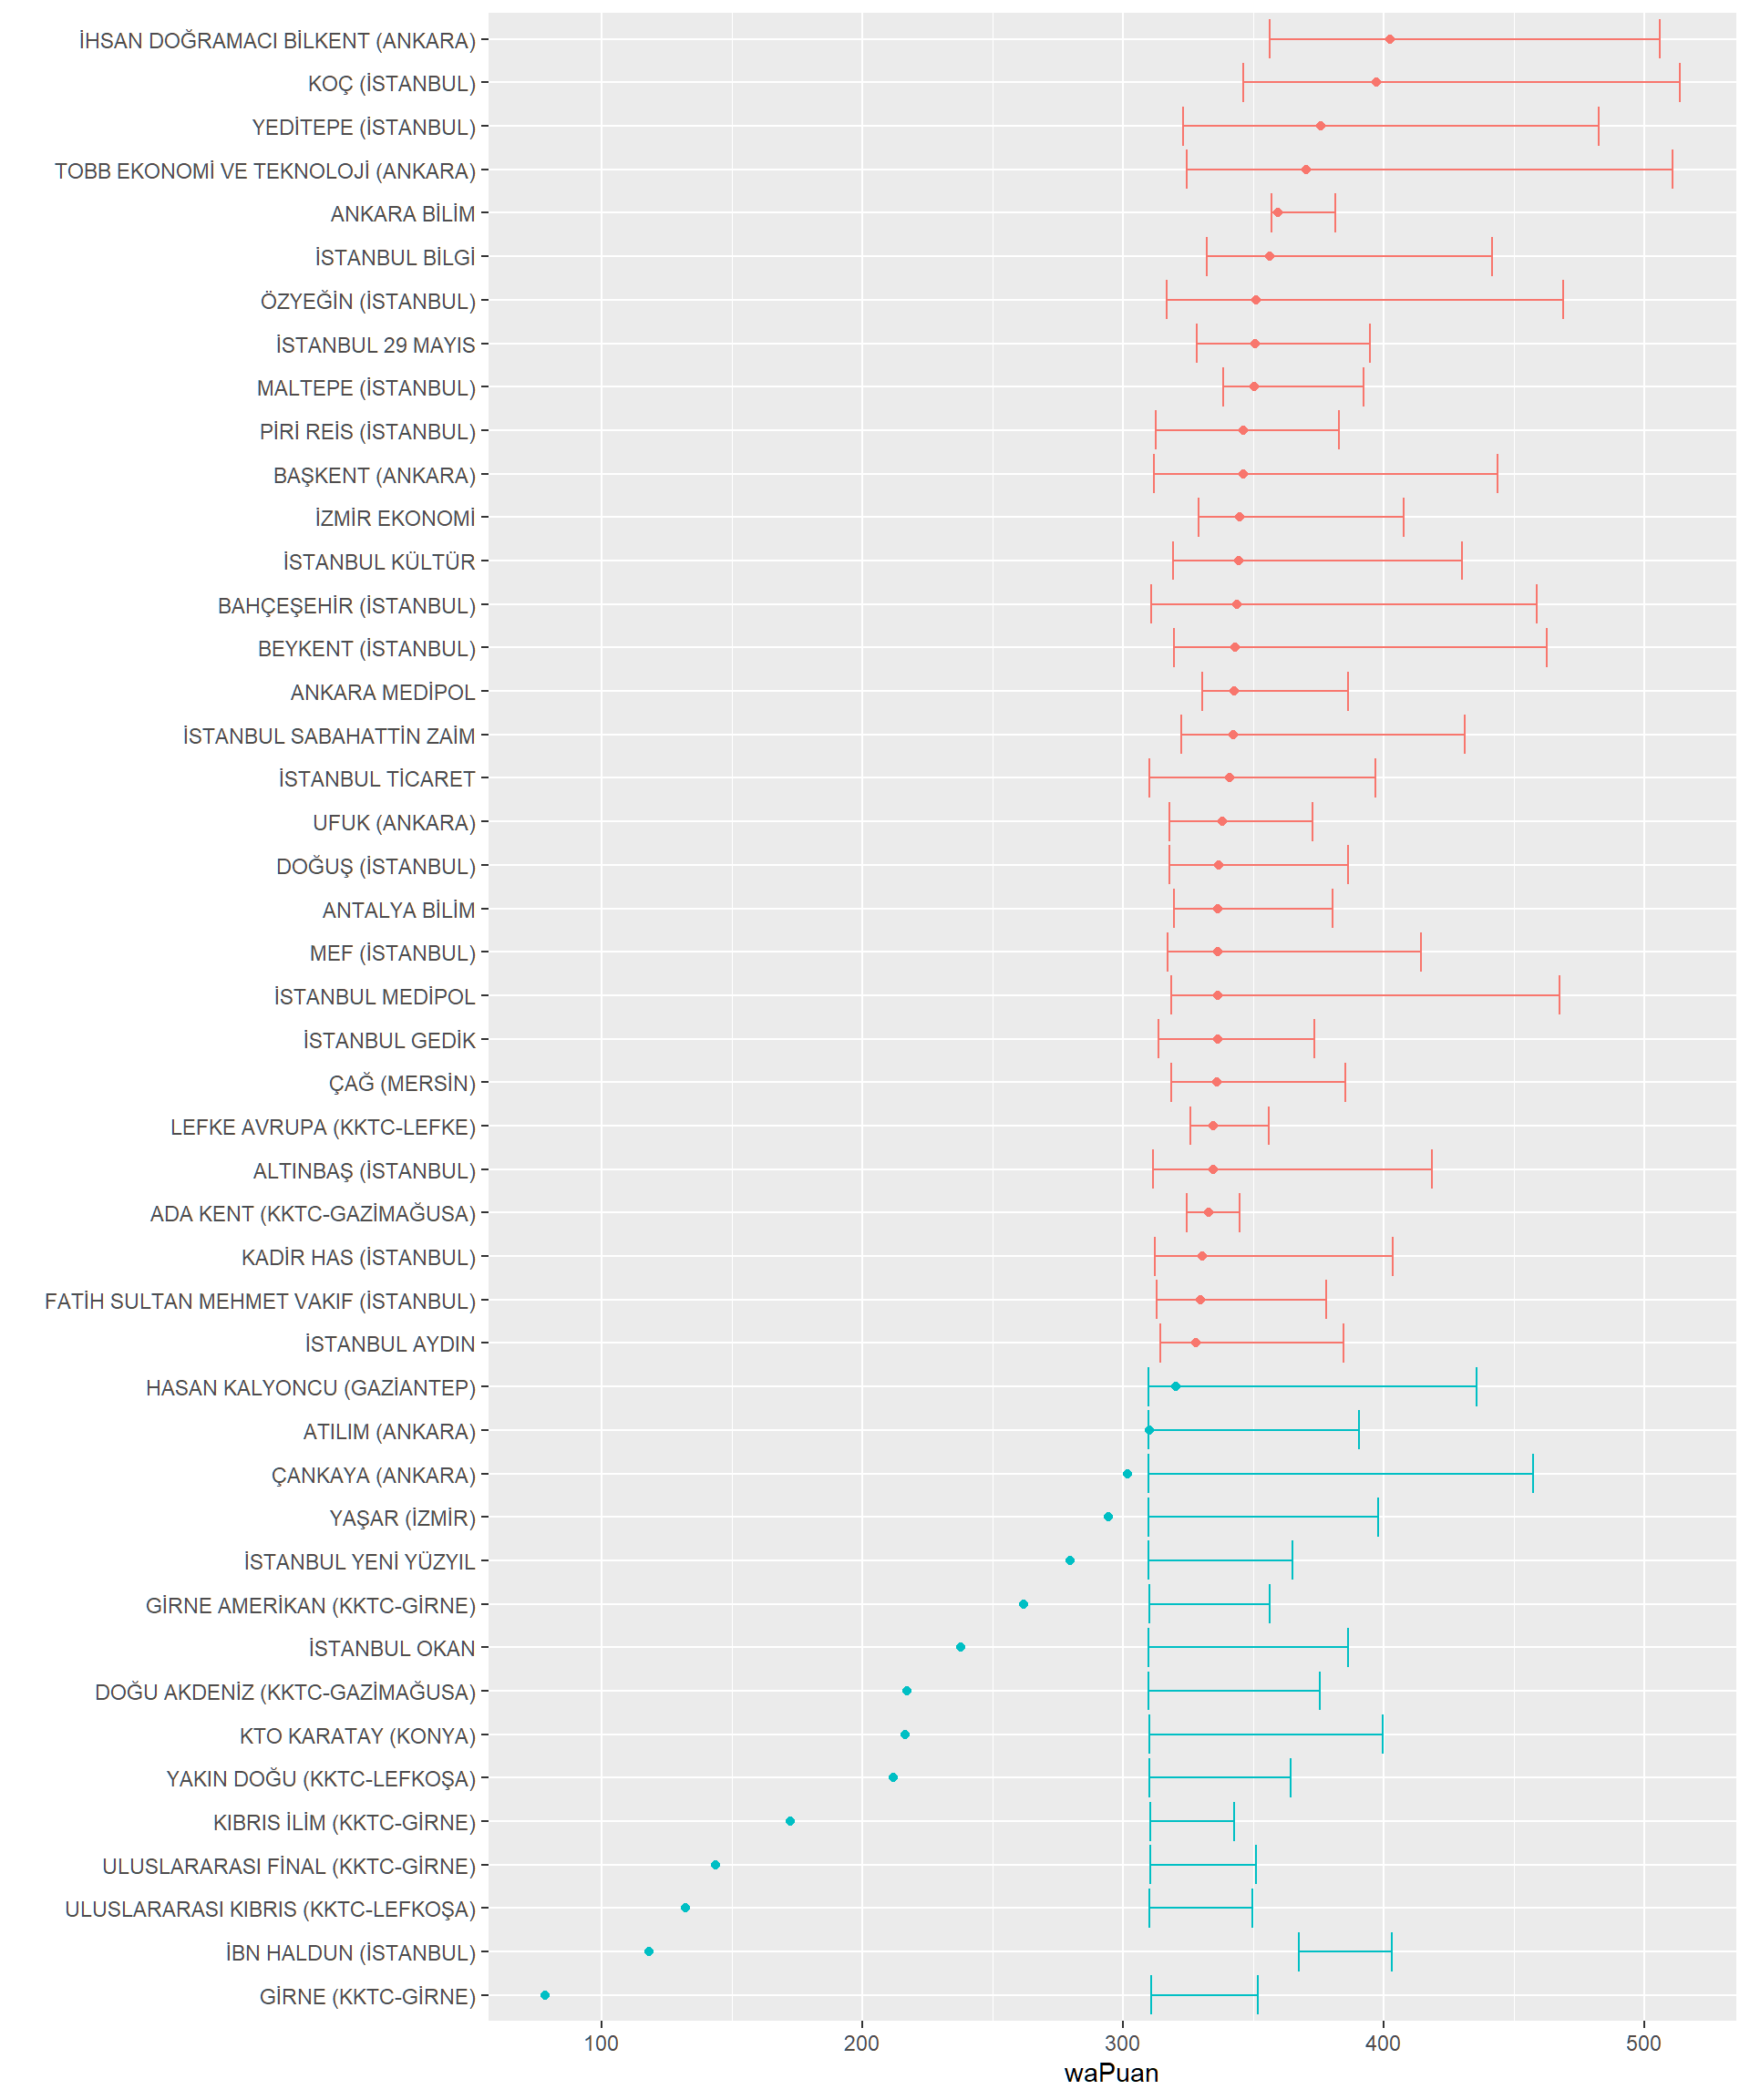 İHSAN DOĞRAMACI BİLKENT (ANKARA)
KOÇ (İSTANBUL)
YEDİTEPE (İSTANBUL)
TOBB EKONOMİ VE TEKNOLOJİ (ANKARA)
ANKARA BİLİM
İSTANBUL BİLGİ
ÖZYEĞİN (İSTANBUL)
İSTANBUL 29 MAYIS
MALTEPE (İSTANBUL)
PİRİ REİS (İSTANBUL)
BAŞKENT (ANKARA)
İZMİR EKONOMİ
İSTANBUL KÜLTÜR
BAHÇEŞEHİR (İSTANBUL)
BEYKENT (İSTANBUL)
ANKARA MEDİPOL
İSTANBUL SABAHATTİN ZAİM
İSTANBUL TİCARET
UFUK (ANKARA)
DOĞUŞ (İSTANBUL)
ANTALYA BİLİM
MEF (İSTANBUL)
İSTANBUL MEDİPOL
İSTANBUL GEDİK
ÇAĞ (MERSİN)
LEFKE AVRUPA (KKTC-LEFKE)
ALTINBAŞ (İSTANBUL)
ADA KENT (KKTC-GAZİMAĞUSA)
KADİR HAS (İSTANBUL)
FATİH SULTAN MEHMET VAKIF (İSTANBUL)
İSTANBUL AYDIN
HASAN KALYONCU (GAZİANTEP)
ATILIM (ANKARA)
ÇANKAYA (ANKARA)
YAŞAR (İZMİR)
İSTANBUL YENİ YÜZYIL
GİRNE AMERİKAN (KKTC-GİRNE)
İSTANBUL OKAN
DOĞU AKDENİZ (KKTC-GAZİMAĞUSA)
KTO KARATAY (KONYA)
YAKIN DOĞU (KKTC-LEFKOŞA)
KIBRIS İLİM (KKTC-GİRNE)
ULUSLARARASI FİNAL (KKTC-GİRNE)
ULUSLARARASI KIBRIS (KKTC-LEFKOŞA)
İBN HALDUN (İSTANBUL)
GİRNE (KKTC-GİRNE)
100 200 300 400 500
waPuan